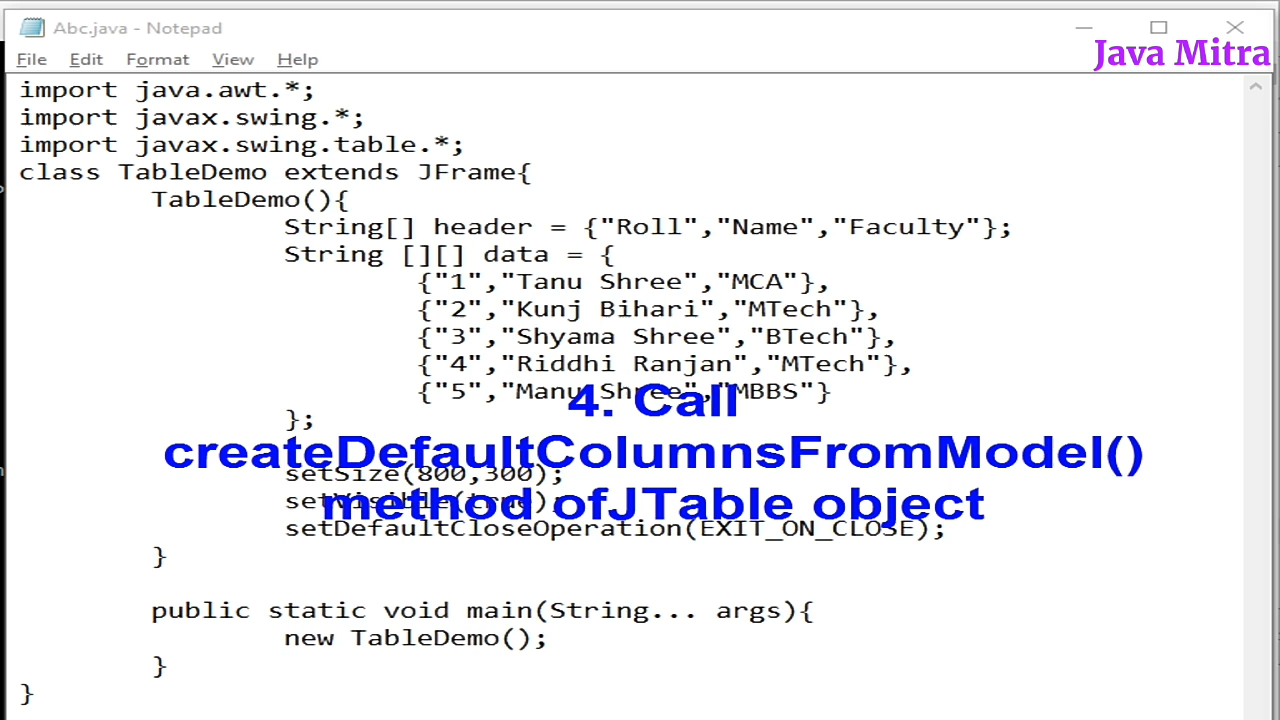 Abc.java - Notepad
File Edit Format View Help
Java Mitra
import java.awt.*;
import javax.swing.*;
import javax.swing.table.*;
class TableDemo extends JFrame{
TableDemo(){
String[] header = {"Roll","Name","Faculty"};
String [][] data = {
{"1","Tanu Shree","MCA"},
{"2","Kunj Bihari","MTech"},
{"3","Shyama Shree","BTech"},
{"4","Riddhi Ranjan","MTech"},
{"5","Manu Shree","MBBS"}
};
4. Call
createDefaultColumnsFromModel()
method ofJTable object
setSize(800,300);
setVisible(true);
setDefaultCloseOperation(EXIT_ON_CLOSE);
}
public static void main(String... args){
new TableDemo();
}
}